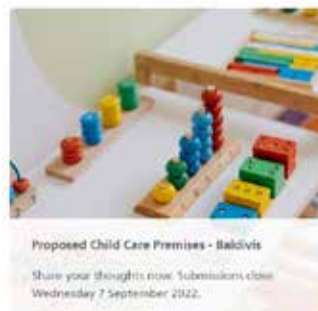 Proposed Child Care Premises - Baldivis
Share your thoughts now. Submissions close
Wednesday 7 September 2022.